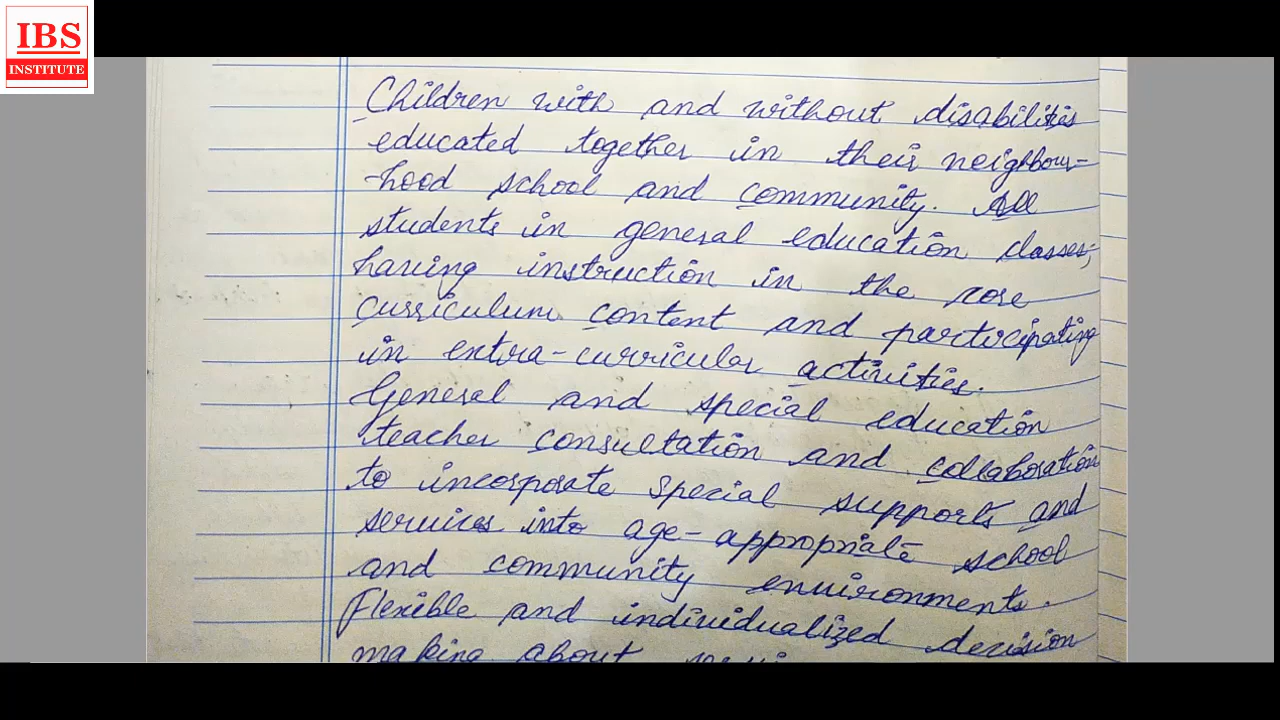 IBS
INSTITUTE
Children with and without disabilities
educated together in their neighbour-
-hood school and community. All
students in general education classes,
having instruction in the core
curriculum content and participating
in extra-curricular activities.
General and special education
teacher consultation and collaboration
to incorporate special supports and
services into age-appropriate school
and community environments.
Flexible and individualized decision
making about